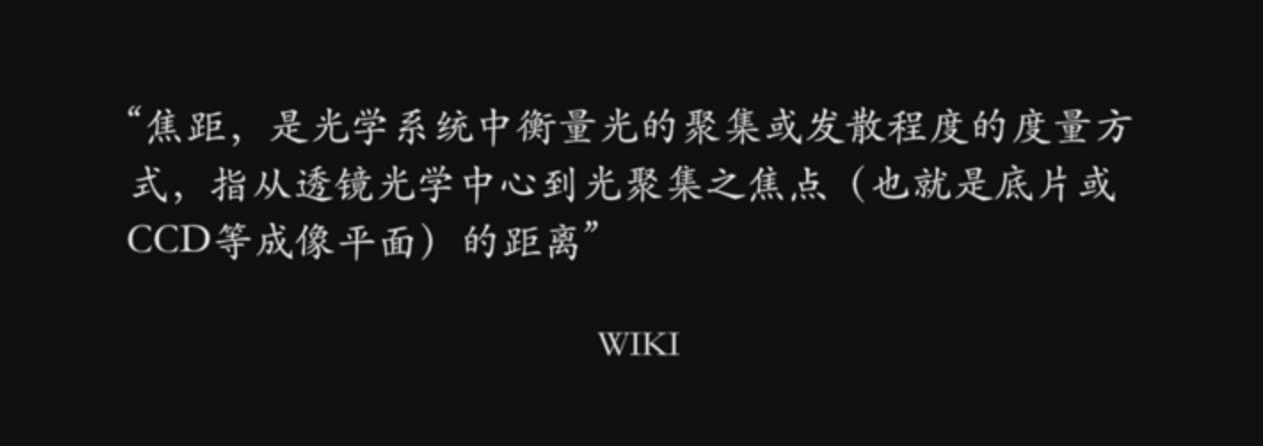 “焦距，是光学系统中衡量光的聚集或发散程度的度量方
式，指从透镜光学中心到光聚集之焦点（也就是底片或
CCD等成像平面）的距离”
WIKI